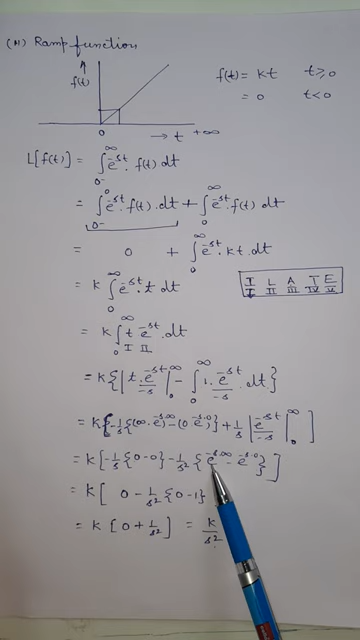 (11) Ramp function
f(t)
0 → t +∞
f(t) = kt t ≥ 0
= 0 t < 0
L[f(t)] = ∫₀₋^∞ e^-st . f(t) dt
= ∫₀₋^∞ e^-st . f(t) . dt + ∫₀^∞ e^-st . f(t) dt
= 0 + ∫₀^∞ e^-st . kt . dt
= k ∫₀^∞ e^-st . t dt
I L A T E
I II III IV V
= k ∫₀^∞ t e^-st . dt
I II
= k{ |t . e^-st/-s|₀^∞ - ∫₀^∞ 1 . e^-st/-s . dt }
= k[ -1/s {(∞ . e^-s.∞) - (0 e^-s.0)} + 1/s |e^-st/-s|₀^∞ ]
= k[ -1/s {0-0} - 1/s² { e^-s.∞ - e^-s.0 } ]
= k[ 0 - 1/s² {0-1}
= k [0 + 1/s²] = k/s²